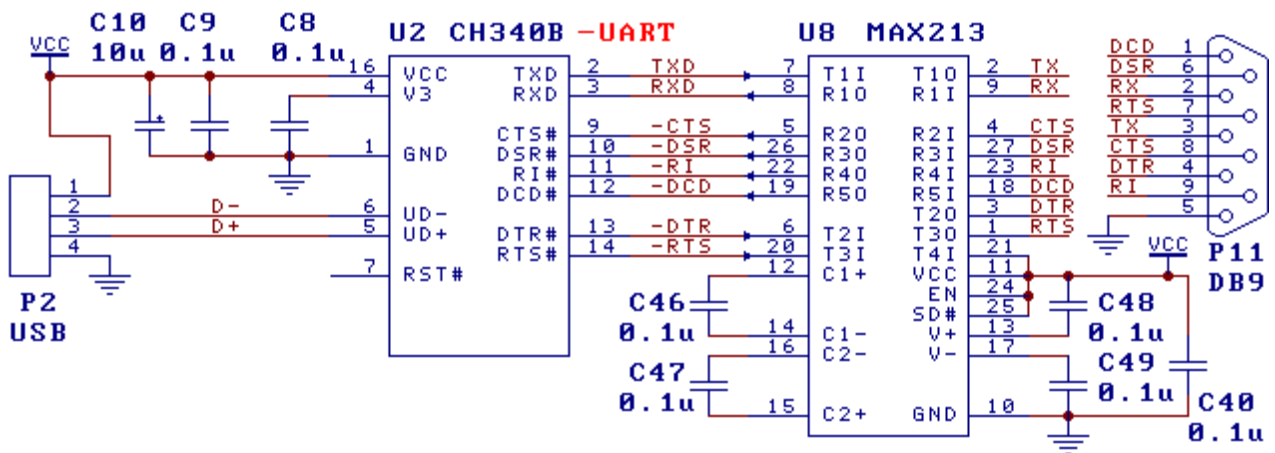 C10 C9 C8
VCC 10u 0.1u 0.1u
U2 CH340B -UART
U8 MAX213
16 VCC TXD 2 TXD 7 T1I T1O 2 TX
4 V3 RXD 3 RXD 8 R1O R1I 9 RX
CTS# 9 -CTS 5 R2O R2I 4 CTS
1 GND DSR# 10 -DSR 26 R3O R3I 27 DSR
RI# 11 -RI 22 R4O R4I 23 RI
DCD# 12 -DCD 19 R5O R5I 18 DCD
T2O 3 DTR
6 UD-
5 UD+ DTR# 13 -DTR 6 T2I T3O 1 RTS
RTS# 14 -RTS 20 T3I T4I 21
7 RST# 12 C1+ VCC 11
EN 24
SD# 25
14 C1- V+ 13
16 C2- V- 17
15 C2+ GND 10
1
2 D-
3 D+
4
P2
USB
C46
0.1u
C47
0.1u
DCD 1
DSR 6
RX 2
RTS 7
TX 3
CTS 8
DTR 4
RI 9
5
VCC
P11
DB9
C48
0.1u
C49
0.1u
C40
0.1u